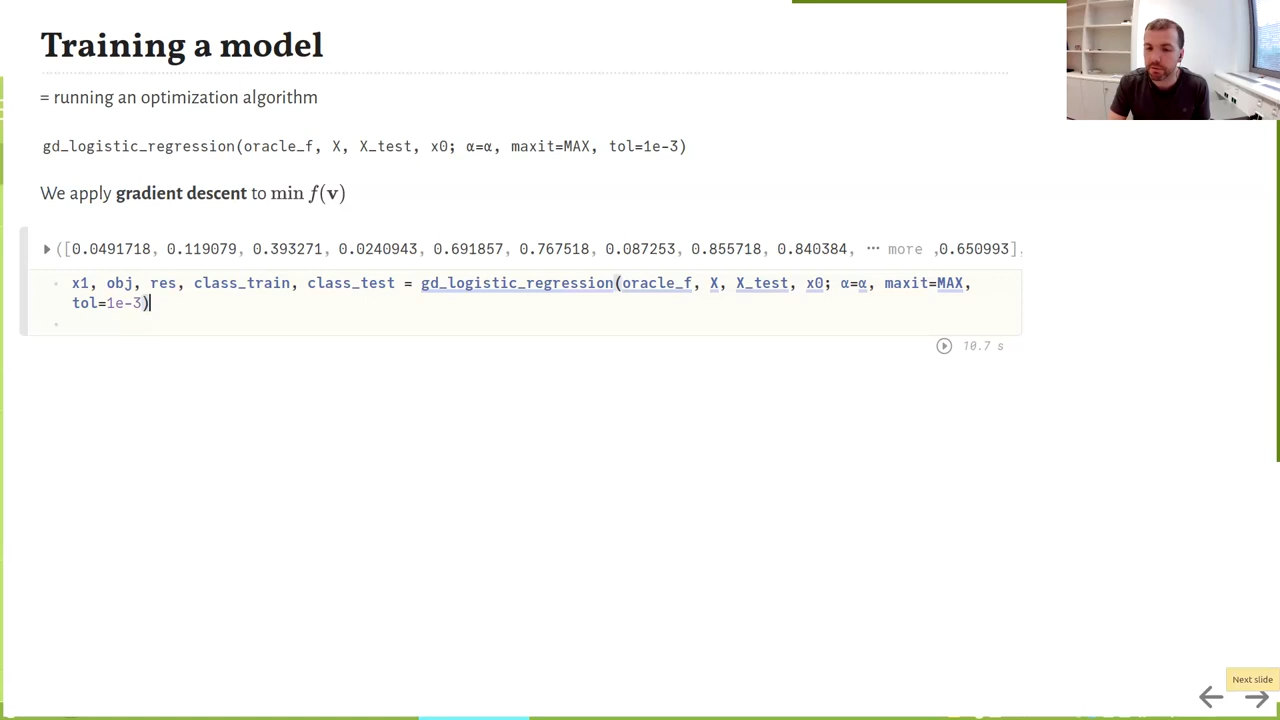 Training a model
= running an optimization algorithm
gd_logistic_regression(oracle_f, X, X_test, x0; α=α, maxit=MAX, tol=1e-3)
We apply gradient descent to min f(v)
([0.0491718, 0.119079, 0.393271, 0.0240943, 0.691857, 0.767518, 0.087253, 0.855718, 0.840384, ··· more ,0.650993],
x1, obj, res, class_train, class_test = gd_logistic_regression(oracle_f, X, X_test, x0; α=α, maxit=MAX,
tol=1e-3)
10.7 s
Next slide